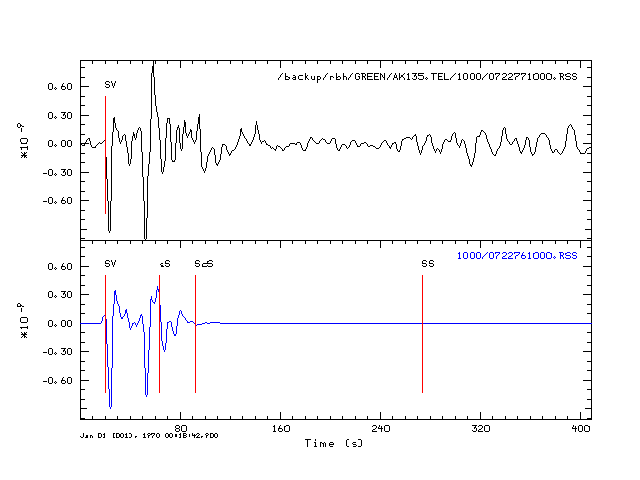 /backup/rbh/GREEN/AK135.TEL/1000/0722771000.RSS
SV
0.60
0.30
0.00
-0.30
-0.60
*10 -9
1000/0722761000.RSS
SV sS ScS SS
0.60
0.30
0.00
-0.30
-0.60
*10 -9
80 160 240 320 400
Jan 01 (001), 1970 00:18:42.900
Time (s)